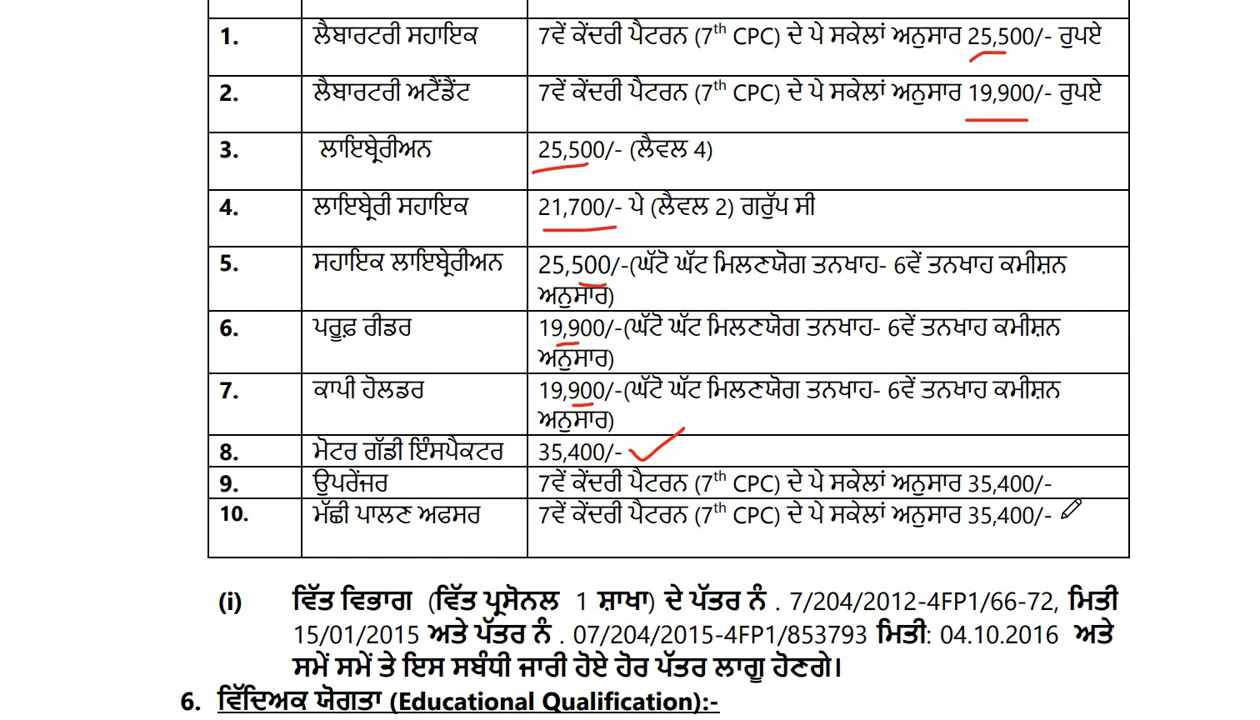 1. ਲੈਬਾਰਟਰੀ ਸਹਾਇਕ 7ਵੇਂ ਕੇਂਦਰੀ ਪੈਟਰਨ (7th CPC) ਦੇ ਪੇ ਸਕੇਲਾਂ ਅਨੁਸਾਰ 25,500/- ਰੁਪਏ
2. ਲੈਬਾਰਟਰੀ ਅਟੈਂਡੈਂਟ 7ਵੇਂ ਕੇਂਦਰੀ ਪੈਟਰਨ (7th CPC) ਦੇ ਪੇ ਸਕੇਲਾਂ ਅਨੁਸਾਰ 19,900/- ਰੁਪਏ
3. ਲਾਇਬ੍ਰੇਰੀਅਨ 25,500/- (ਲੈਵਲ 4)
4. ਲਾਇਬ੍ਰੇਰੀ ਸਹਾਇਕ 21,700/- ਪੇ (ਲੈਵਲ 2) ਗਰੁੱਪ ਸੀ
5. ਸਹਾਇਕ ਲਾਇਬ੍ਰੇਰੀਅਨ 25,500/-(ਘੱਟੋ ਘੱਟ ਮਿਲਣਯੋਗ ਤਨਖਾਹ- 6ਵੇਂ ਤਨਖਾਹ ਕਮੀਸ਼ਨ
ਅਨੁਸਾਰ)
6. ਪਰੂਫ਼ ਰੀਡਰ 19,900/-(ਘੱਟੋ ਘੱਟ ਮਿਲਣਯੋਗ ਤਨਖਾਹ- 6ਵੇਂ ਤਨਖਾਹ ਕਮੀਸ਼ਨ
ਅਨੁਸਾਰ)
7. ਕਾਪੀ ਹੋਲਡਰ 19,900/-(ਘੱਟੋ ਘੱਟ ਮਿਲਣਯੋਗ ਤਨਖਾਹ- 6ਵੇਂ ਤਨਖਾਹ ਕਮੀਸ਼ਨ
ਅਨੁਸਾਰ)
8. ਮੋਟਰ ਗੱਡੀ ਇੰਸਪੈਕਟਰ 35,400/-
9. ਉਪਰੇਂਜਰ 7ਵੇਂ ਕੇਂਦਰੀ ਪੈਟਰਨ (7th CPC) ਦੇ ਪੇ ਸਕੇਲਾਂ ਅਨੁਸਾਰ 35,400/-
10. ਮੱਛੀ ਪਾਲਣ ਅਫਸਰ 7ਵੇਂ ਕੇਂਦਰੀ ਪੈਟਰਨ (7th CPC) ਦੇ ਪੇ ਸਕੇਲਾਂ ਅਨੁਸਾਰ 35,400/-
(i) ਵਿੱਤ ਵਿਭਾਗ (ਵਿੱਤ ਪ੍ਰਸੋਨਲ 1 ਸ਼ਾਖਾ) ਦੇ ਪੱਤਰ ਨੰ . 7/204/2012-4FP1/66-72, ਮਿਤੀ
15/01/2015 ਅਤੇ ਪੱਤਰ ਨੰ . 07/204/2015-4FP1/853793 ਮਿਤੀ: 04.10.2016 ਅਤੇ
ਸਮੇਂ ਸਮੇਂ ਤੇ ਇਸ ਸਬੰਧੀ ਜਾਰੀ ਹੋਏ ਹੋਰ ਪੱਤਰ ਲਾਗੂ ਹੋਣਗੇ।
6. ਵਿੱਦਿਅਕ ਯੋਗਤਾ (Educational Qualification):-